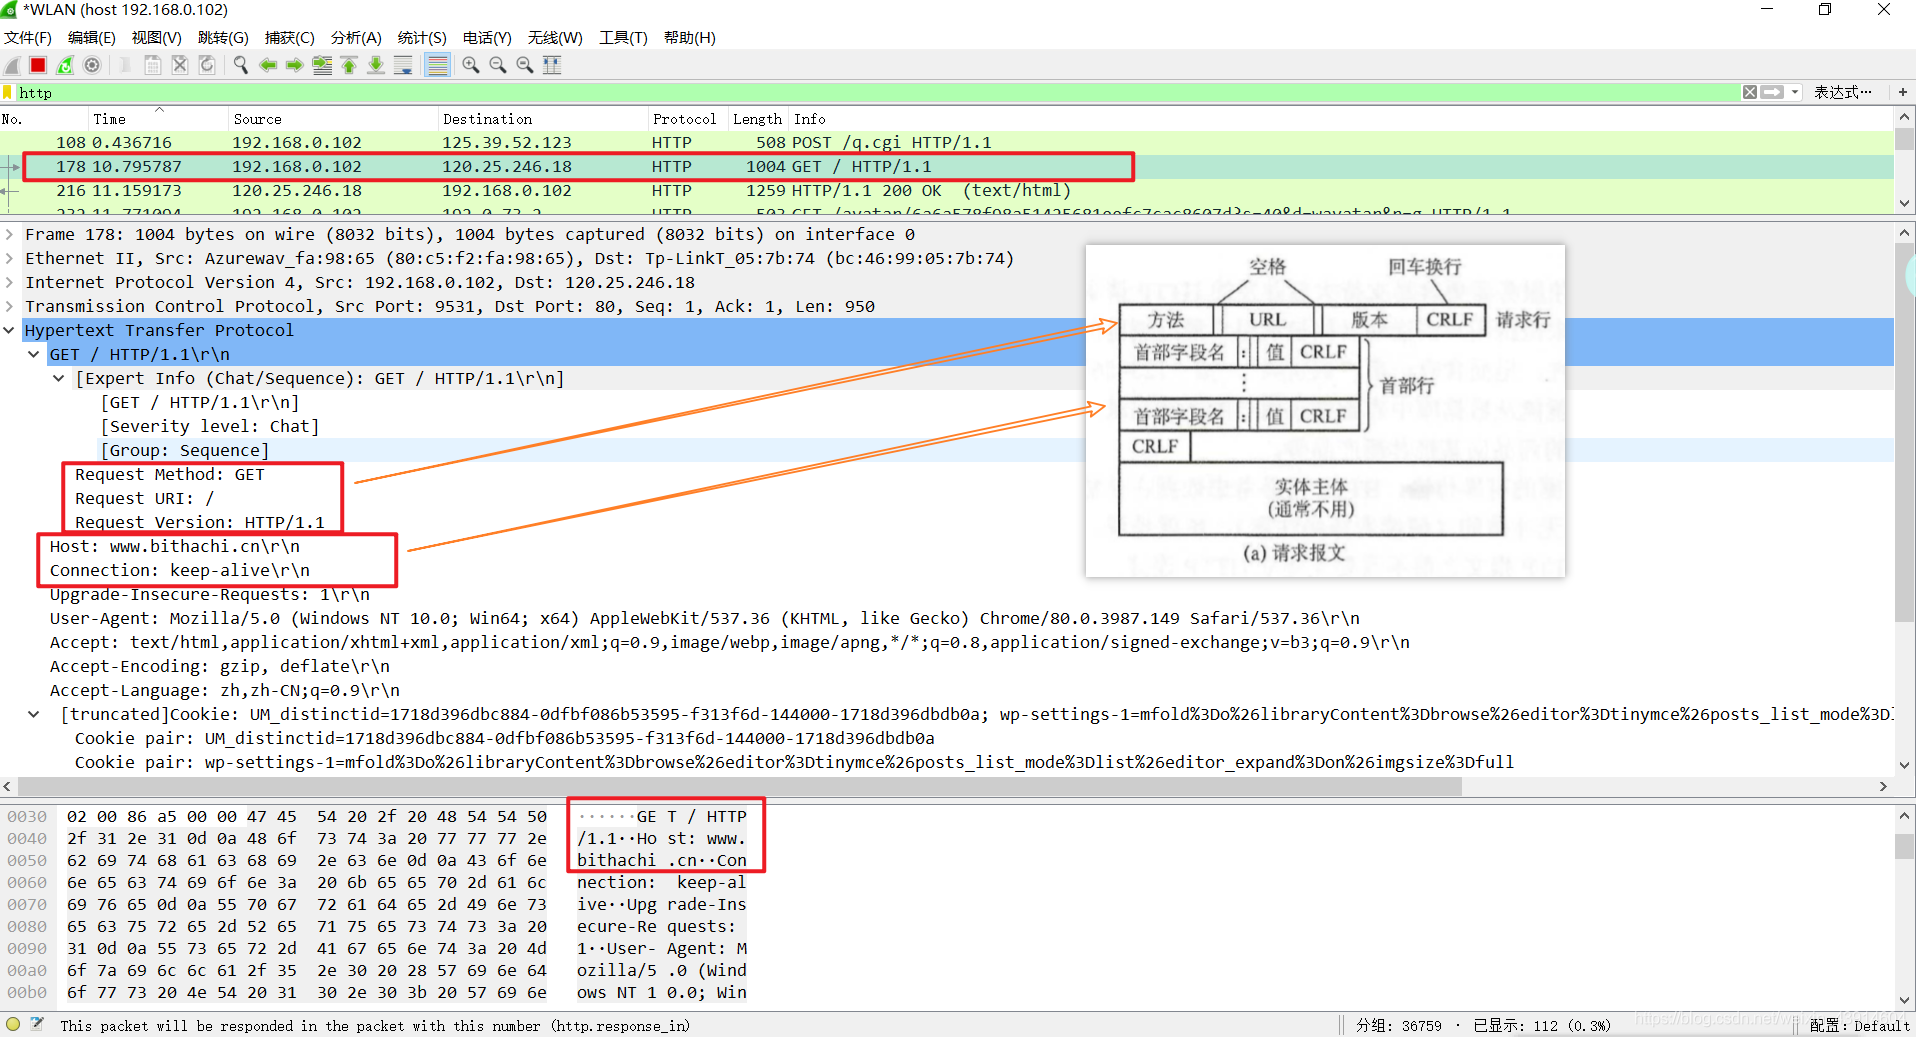 *WLAN (host 192.168.0.102)
文件(F) 编辑(E) 视图(V) 跳转(G) 捕获(C) 分析(A) 统计(S) 电话(Y) 无线(W) 工具(T) 帮助(H)
http 表达式… +
No. Time Source Destination Protocol Length Info
108 0.436716 192.168.0.102 125.39.52.123 HTTP 508 POST /q.cgi HTTP/1.1
178 10.795787 192.168.0.102 120.25.246.18 HTTP 1004 GET / HTTP/1.1
216 11.159173 120.25.246.18 192.168.0.102 HTTP 1259 HTTP/1.1 200 OK (text/html)
Frame 178: 1004 bytes on wire (8032 bits), 1004 bytes captured (8032 bits) on interface 0
Ethernet II, Src: Azurewav_fa:98:65 (80:c5:f2:fa:98:65), Dst: Tp-LinkT_05:7b:74 (bc:46:99:05:7b:74)
Internet Protocol Version 4, Src: 192.168.0.102, Dst: 120.25.246.18
Transmission Control Protocol, Src Port: 9531, Dst Port: 80, Seq: 1, Ack: 1, Len: 950
Hypertext Transfer Protocol
GET / HTTP/1.1\r\n
[Expert Info (Chat/Sequence): GET / HTTP/1.1\r\n]
[GET / HTTP/1.1\r\n]
[Severity level: Chat]
[Group: Sequence]
Request Method: GET
Request URI: /
Request Version: HTTP/1.1
Host: www.bithachi.cn\r\n
Connection: keep-alive\r\n
Upgrade-Insecure-Requests: 1\r\n
User-Agent: Mozilla/5.0 (Windows NT 10.0; Win64; x64) AppleWebKit/537.36 (KHTML, like Gecko) Chrome/80.0.3987.149 Safari/537.36\r\n
Accept: text/html,application/xhtml+xml,application/xml;q=0.9,image/webp,image/apng,*/*;q=0.8,application/signed-exchange;v=b3;q=0.9\r\n
Accept-Encoding: gzip, deflate\r\n
Accept-Language: zh,zh-CN;q=0.9\r\n
[truncated]Cookie: UM_distinctid=1718d396dbc884-0dfbf086b53595-f313f6d-144000-1718d396dbdb0a; wp-settings-1=mfold%3Do%26libraryContent%3Dbrowse%26editor%3Dtinymce%26posts_list_mode%3Dl
Cookie pair: UM_distinctid=1718d396dbc884-0dfbf086b53595-f313f6d-144000-1718d396dbdb0a
Cookie pair: wp-settings-1=mfold%3Do%26libraryContent%3Dbrowse%26editor%3Dtinymce%26posts_list_mode%3Dlist%26editor_expand%3Don%26imgsize%3Dfull
空格 回车换行
方法 URL 版本 CRLF 请求行
首部字段名 : 值 CRLF
⋮ 首部行
首部字段名 : 值 CRLF
CRLF
实体主体
(通常不用)
(a) 请求报文
0030 02 00 86 a5 00 00 47 45 54 20 2f 20 48 54 54 50 ······GE T / HTTP
0040 2f 31 2e 31 0d 0a 48 6f 73 74 3a 20 77 77 77 2e /1.1··Ho st: www.
0050 62 69 74 68 61 63 68 69 2e 63 6e 0d 0a 43 6f 6e bithachi .cn··Con
0060 6e 65 63 74 69 6f 6e 3a 20 6b 65 65 70 2d 61 6c nection: keep-al
0070 69 76 65 0d 0a 55 70 67 72 61 64 65 2d 49 6e 73 ive··Upg rade-Ins
0080 65 63 75 72 65 2d 52 65 71 75 65 73 74 73 3a 20 ecure-Re quests:
0090 31 0d 0a 55 73 65 72 2d 41 67 65 6e 74 3a 20 4d 1··User- Agent: M
00a0 6f 7a 69 6c 6c 61 2f 35 2e 30 20 28 57 69 6e 64 ozilla/5 .0 (Wind
00b0 6f 77 73 20 4e 54 20 31 30 2e 30 3b 20 57 69 6e ows NT 1 0.0; Win
This packet will be responded in the packet with this number (http.response_in) 分组: 36759 · 已显示: 112 (0.3%) 配置: Default